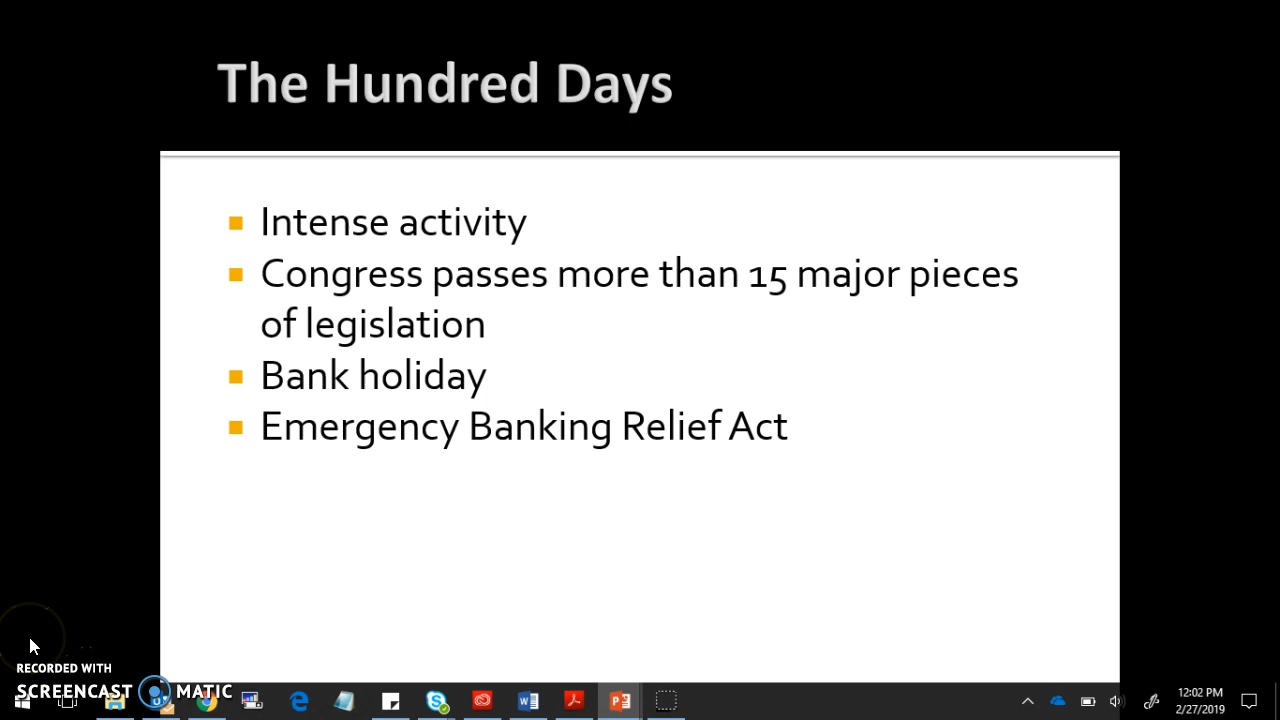 The Hundred Days
Intense activity
Congress passes more than 15 major pieces
of legislation
Bank holiday
Emergency Banking Relief Act
RECORDED WITH
SCREENCAST MATIC
12:02 PM
2/27/2019